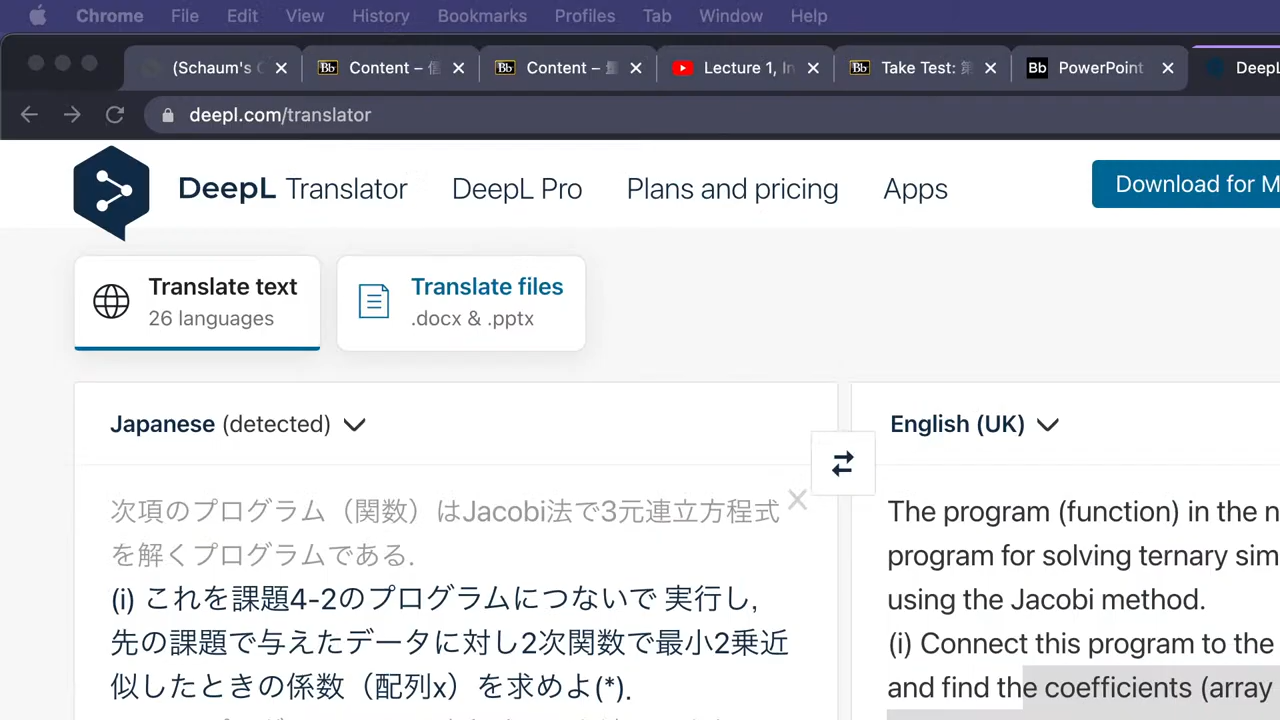 Chrome File Edit View History Bookmarks Profiles Tab Window Help
(Schaum's Bb Content – Bb Content – Lecture 1, In Bb Take Test: 第 Bb PowerPoint DeepL
deepl.com/translator
DeepL Translator DeepL Pro Plans and pricing Apps Download for M
Translate text Translate files
26 languages .docx & .pptx
Japanese (detected) English (UK)
次項のプログラム（関数）はJacobi法で3元連立方程式
を解くプログラムである.
(i) これを課題4-2のプログラムにつないで 実行し,
先の課題で与えたデータに対し2次関数で最小2乗近
似したときの係数（配列x）を求めよ(*).
The program (function) in the n
program for solving ternary sim
using the Jacobi method.
(i) Connect this program to the
and find the coefficients (array